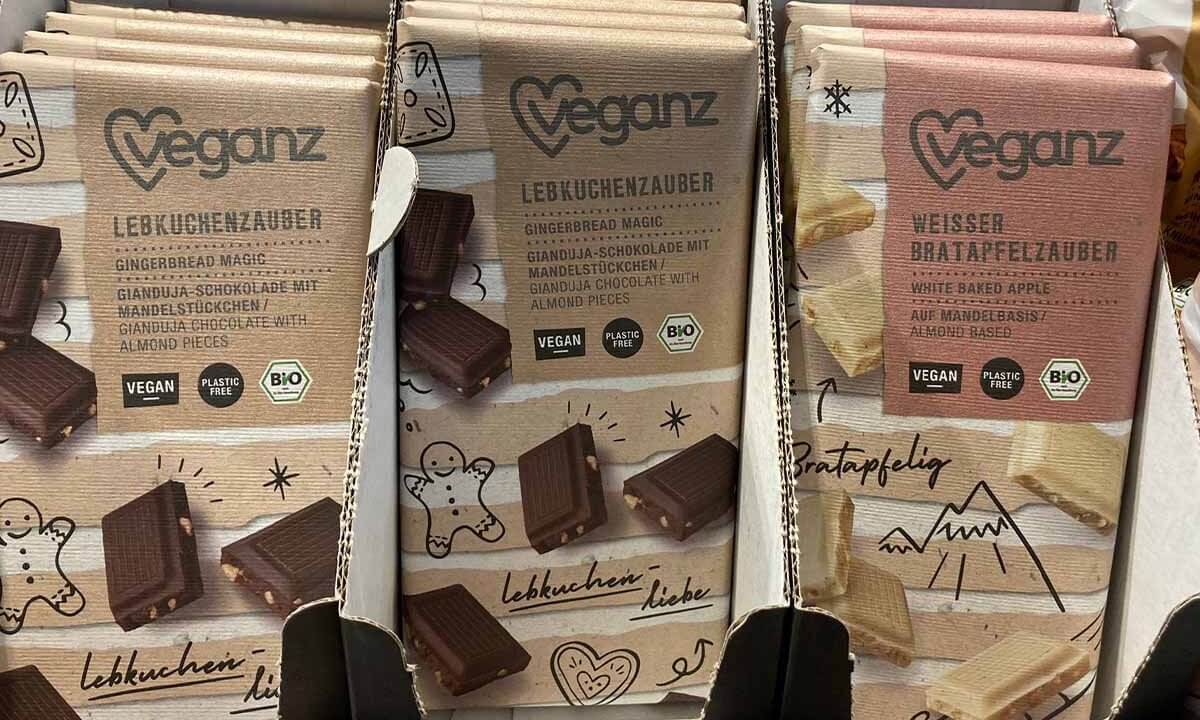 veganz
LEBKUCHENZAUBER
GINGERBREAD MAGIC
GIANDUJA-SCHOKOLADE MIT
MANDELSTÜCKCHEN /
GIANDUJA CHOCOLATE WITH
ALMOND PIECES
VEGAN
PLASTIC
FREE
BIO
lebkuchen-
veganz
LEBKUCHENZAUBER
GINGERBREAD MAGIC
GIANDUJA-SCHOKOLADE MIT
MANDELSTÜCKCHEN /
GIANDUJA CHOCOLATE WITH
ALMOND PIECES
VEGAN
PLASTIC
FREE
BIO
lebkuchen-
liebe
veganz
WEISSER
BRATAPFELZAUBER
WHITE BAKED APPLE
AUF MANDELBASIS /
ALMOND BASED
VEGAN
PLASTIC
FREE
BIO
Bratapfelig